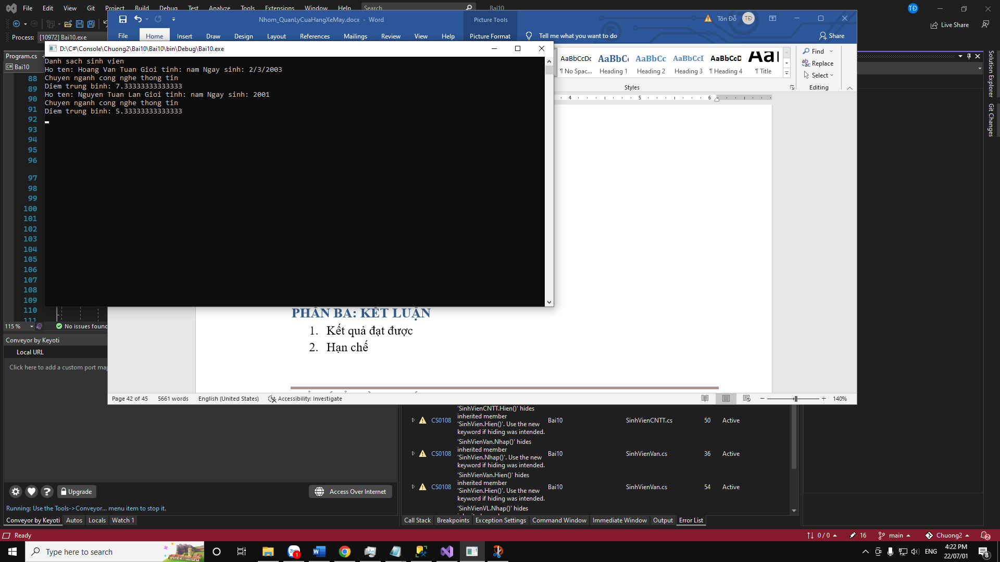 File Edit View Git Project Build Debug Test Analyze Tools Extensions Window Help Search Bai10 TĐ
Live Share
Process: [10972] Bai10.exe
Program.cs
Bai10
Nhom_QuanLyCuaHangXeMay.docx - Word
Picture Tools
Tôn Đỗ TĐ
File Home Insert Draw Design Layout References Mailings Review View Help Picture Format Tell me what you want to do Share
D:\C#\Console\Chuong2\Bai10\Bai10\bin\Debug\Bai10.exe
Danh sach sinh vien
Ho ten: Hoang Van Tuan Gioi tinh: nam Ngay sinh: 2/3/2003
Chuyen nganh cong nghe thong tin
Diem trung binh: 7.33333333333333
Ho ten: Nguyen Tuan Lan Gioi tinh: nam Ngay sinh: 2001
Chuyen nganh cong nghe thong tin
Diem trung binh: 5.33333333333333
AaBbCcDc AaBbC AaBbCc AaBbCcI AaBbCcD AaI
¶ No Spac... Heading 1 Heading 2 Heading 3 ¶ Heading 4 ¶ Title
Styles
Find
Replace
Select
Editing
4 5 6
Solution Explorer
Git Changes
88
89
90
91
92
93
94
95
96
97
98
99
100
101
102
103
104
105
106
107
108
109
110
111
115 %
No issues found
PHẦN BA: KẾT LUẬN
1. Kết quả đạt được
2. Hạn chế
Page 42 of 45 5661 words English (United States) Accessibility: Investigate 140%
Conveyor by Keyoti
Local URL
Click here to add a custom port map
Upgrade
Access Over Internet
Running: Use the Tools->Conveyor... menu item to stop it.
Conveyor by Keyoti Autos Locals Watch 1
CS0108 'SinhVienCNTT.Hien()' hides inherited member 'SinhVien.Hien()'. Use the new keyword if hiding was intended. Bai10 SinhVienCNTT.cs 50 Active
CS0108 'SinhVienVan.Nhap()' hides inherited member 'SinhVien.Nhap()'. Use the new keyword if hiding was intended. Bai10 SinhVienVan.cs 36 Active
CS0108 'SinhVienVan.Hien()' hides inherited member 'SinhVien.Hien()'. Use the new keyword if hiding was intended. Bai10 SinhVienVan.cs 54 Active
'SinhVienVL.Nhap()' hides
Call Stack Breakpoints Exception Settings Command Window Immediate Window Output Error List
Ready
0 / 0 16 main Chuong2 2
Type here to search
Zalo 1
ENG
4:22 PM
22/07/01
8